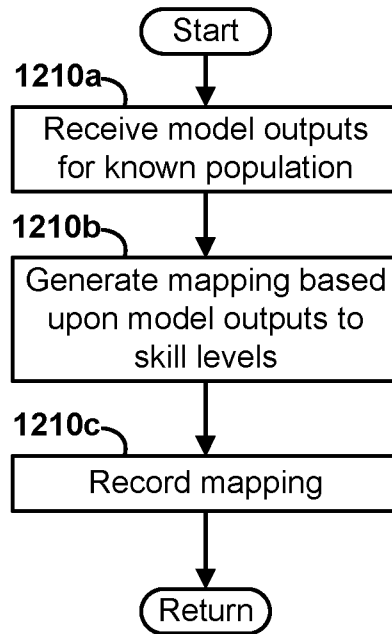 Start
1210a
Receive model outputs
for known population
1210b
Generate mapping based
upon model outputs to
skill levels
1210c
Record mapping
Return